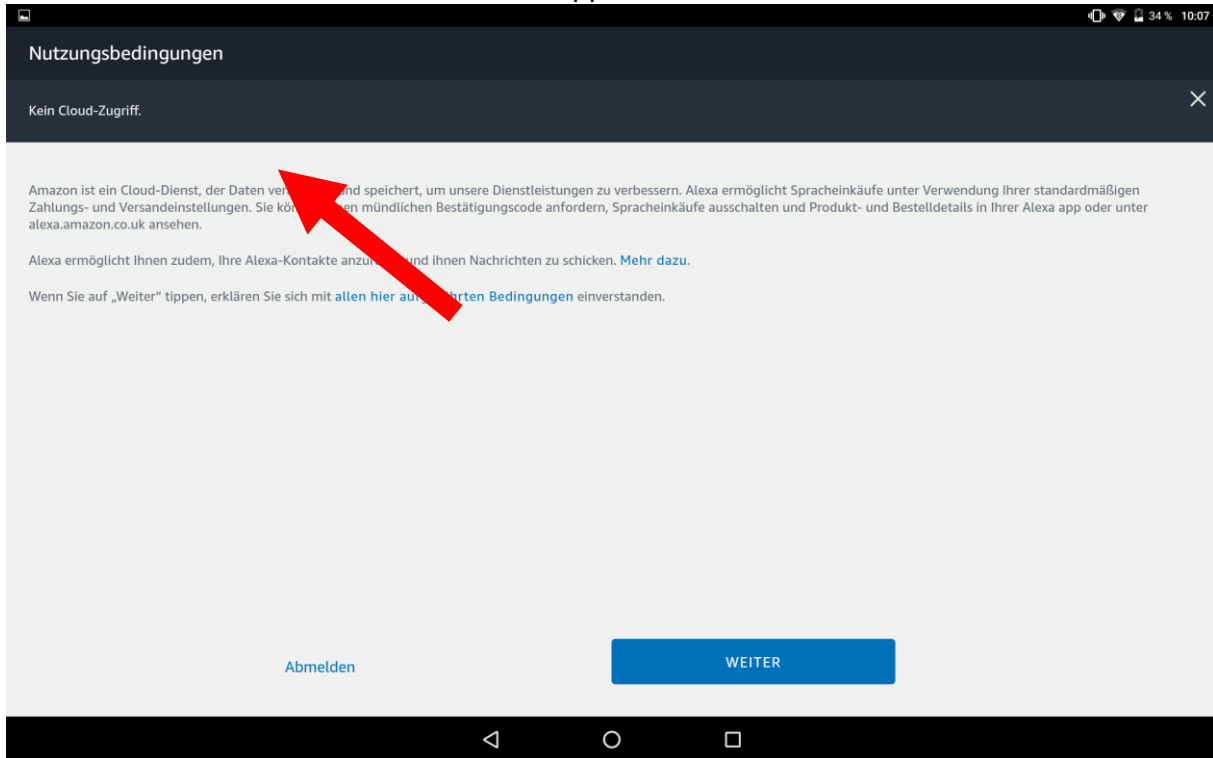 34 % 10:07
Nutzungsbedingungen
Kein Cloud-Zugriff.
Amazon ist ein Cloud-Dienst, der Daten ver nd speichert, um unsere Dienstleistungen zu verbessern. Alexa ermöglicht Spracheinkäufe unter Verwendung Ihrer standardmäßigen
Zahlungs- und Versandeinstellungen. Sie kön en mündlichen Bestätigungscode anfordern, Spracheinkäufe ausschalten und Produkt- und Bestelldetails in Ihrer Alexa app oder unter
alexa.amazon.co.uk ansehen.
Alexa ermöglicht Ihnen zudem, Ihre Alexa-Kontakte und ihnen Nachrichten zu schicken. Mehr dazu.
Wenn Sie auf „Weiter“ tippen, erklären Sie sich mit allen hier Bedingungen einverstanden.
Abmelden
WEITER